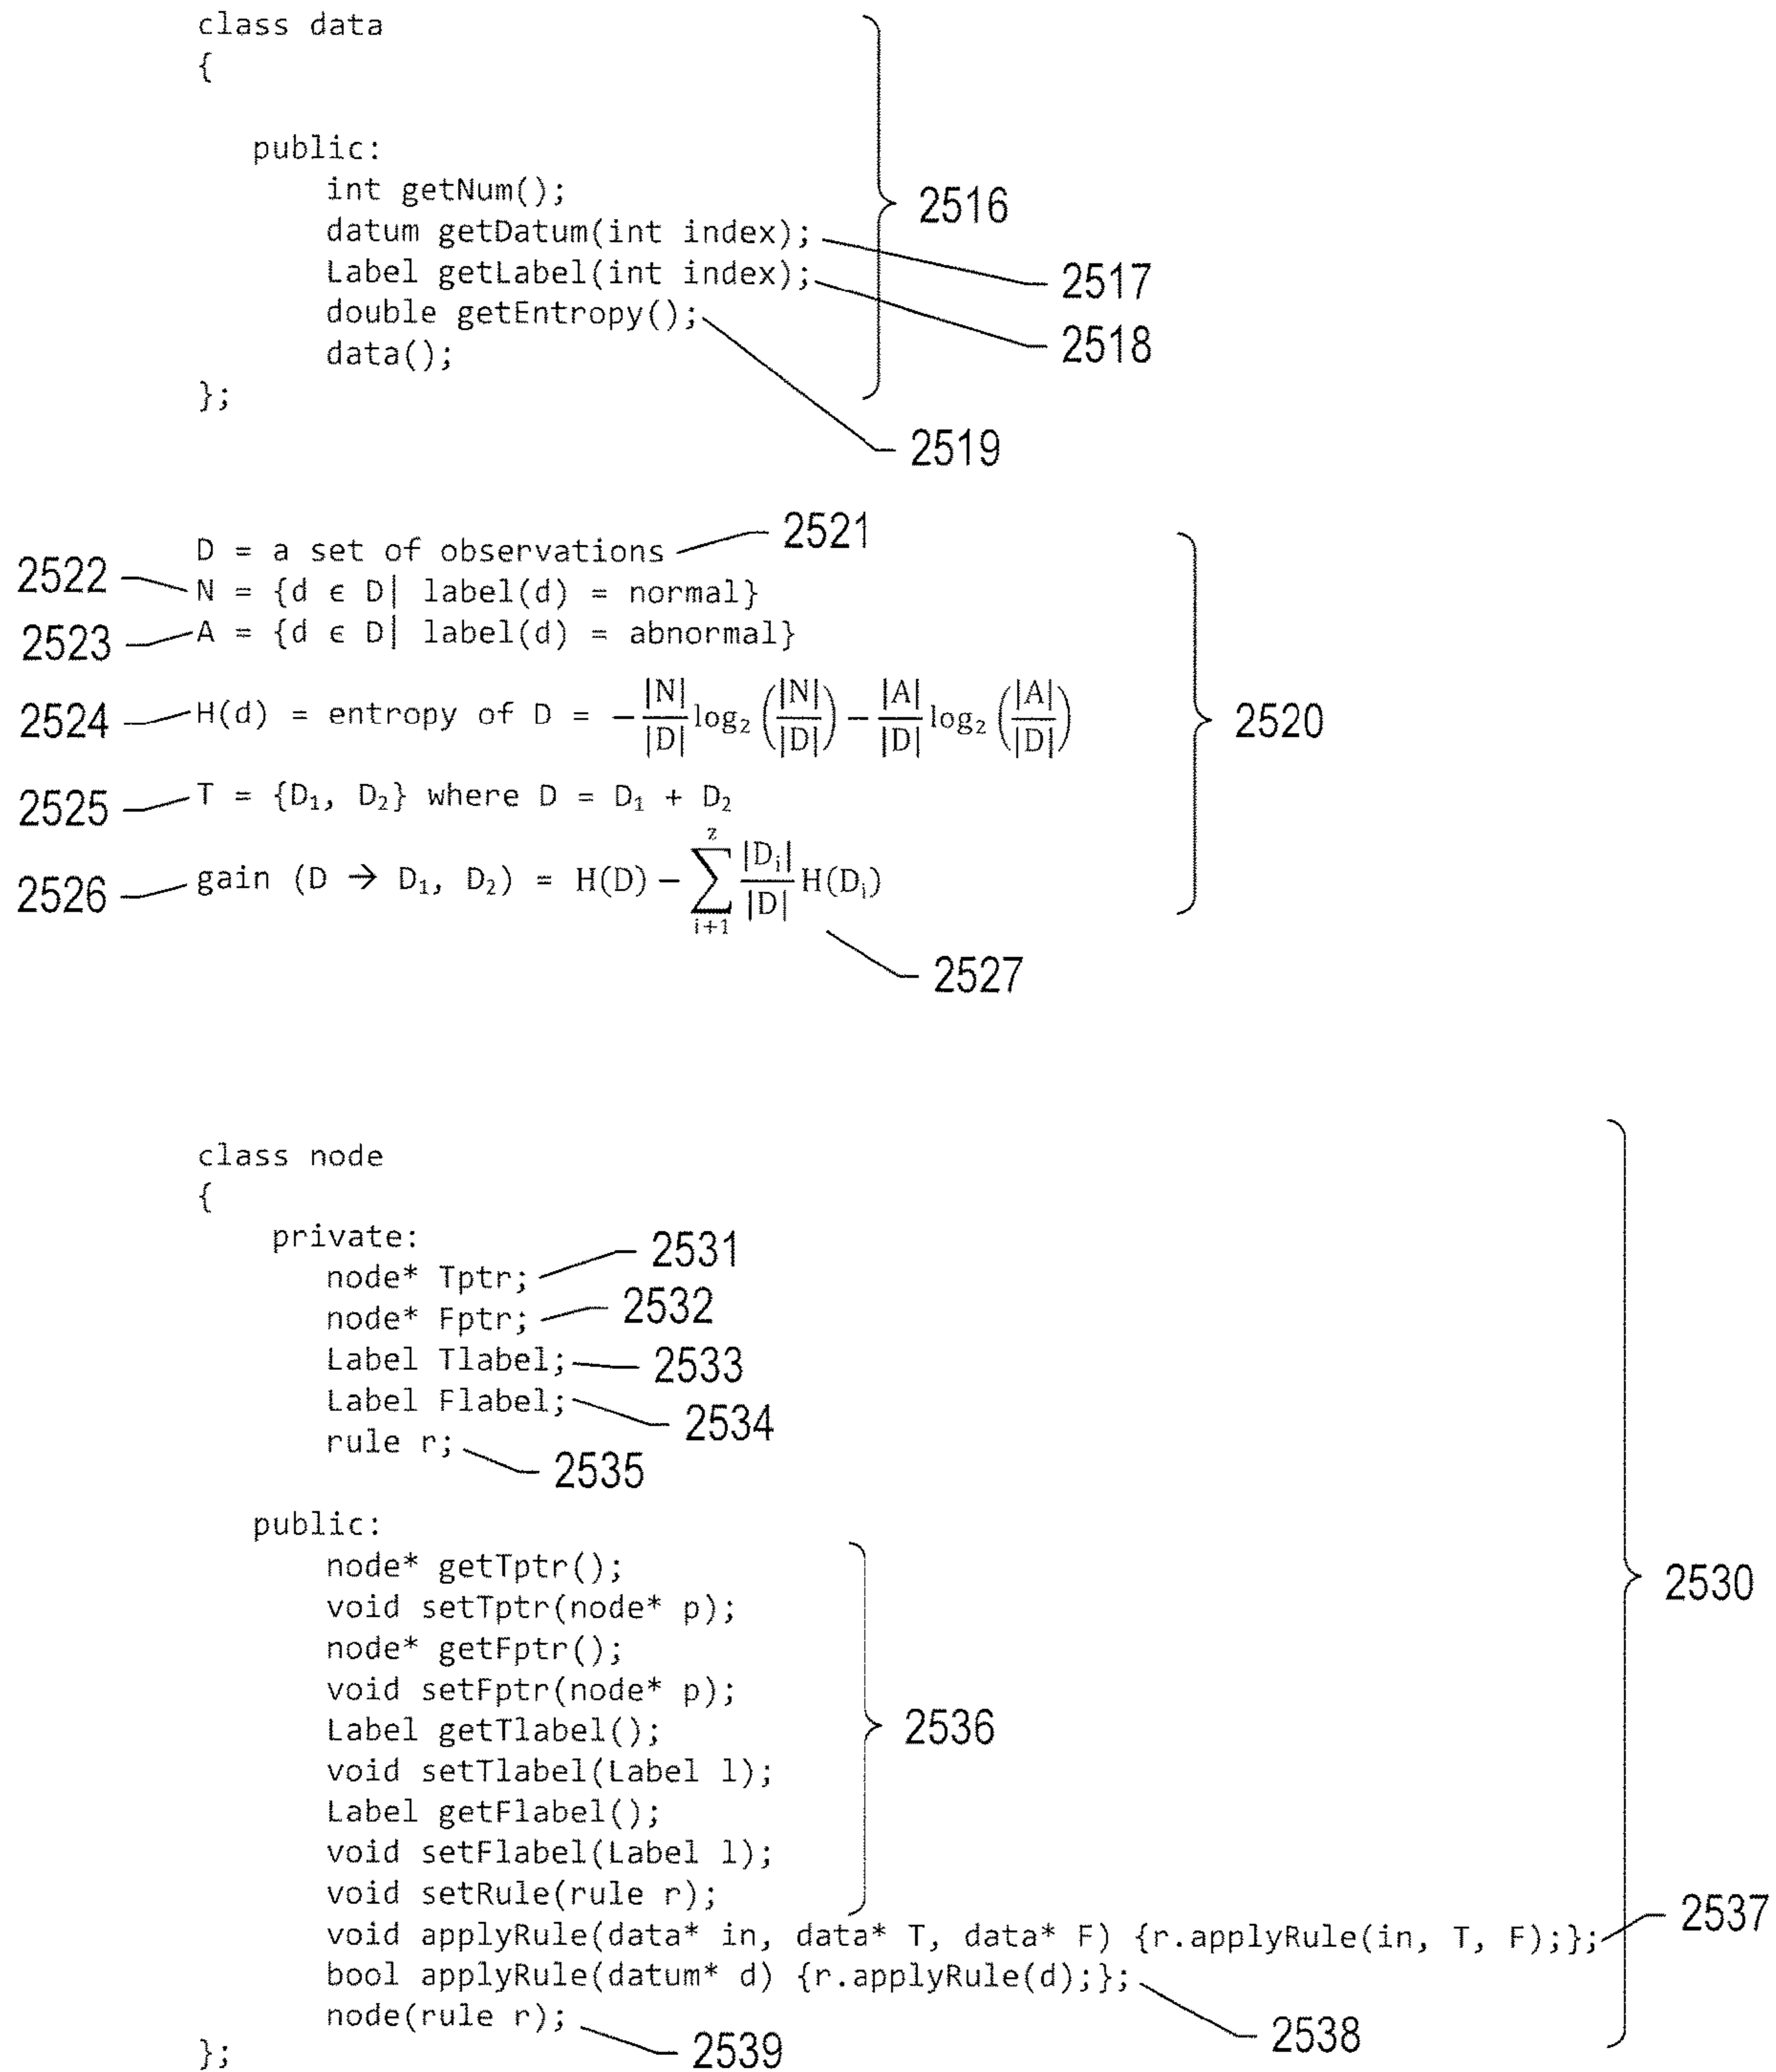 class data
{
public:
int getNum();
datum getDatum(int index);
Label getLabel(int index);
double getEntropy();
data();
};
2516
2517
2518
2519
D = a set of observations 2521
2522 N = {d ϵ D| label(d) = normal}
2523 A = {d ϵ D| label(d) = abnormal}
2524 H(d) = entropy of D = −|N|/|D| log₂(|N|/|D|) − |A|/|D| log₂(|A|/|D|)
2520
2525 T = {D₁, D₂} where D = D₁ + D₂
2526 gain (D → D₁, D₂) = H(D) − ∑_{i+1}^{z} |Dᵢ|/|D| H(Dᵢ)
2527
class node
{
private:
node* Tptr; 2531
node* Fptr; 2532
Label Tlabel; 2533
Label Flabel; 2534
rule r; 2535
public:
node* getTptr();
void setTptr(node* p);
node* getFptr();
void setFptr(node* p);
Label getTlabel();
void setTlabel(Label l);
Label getFlabel();
void setFlabel(Label l);
void setRule(rule r);
2536
2530
void applyRule(data* in, data* T, data* F) {r.applyRule(in, T, F);}; 2537
bool applyRule(datum* d) {r.applyRule(d);}; 2538
node(rule r); 2539
};